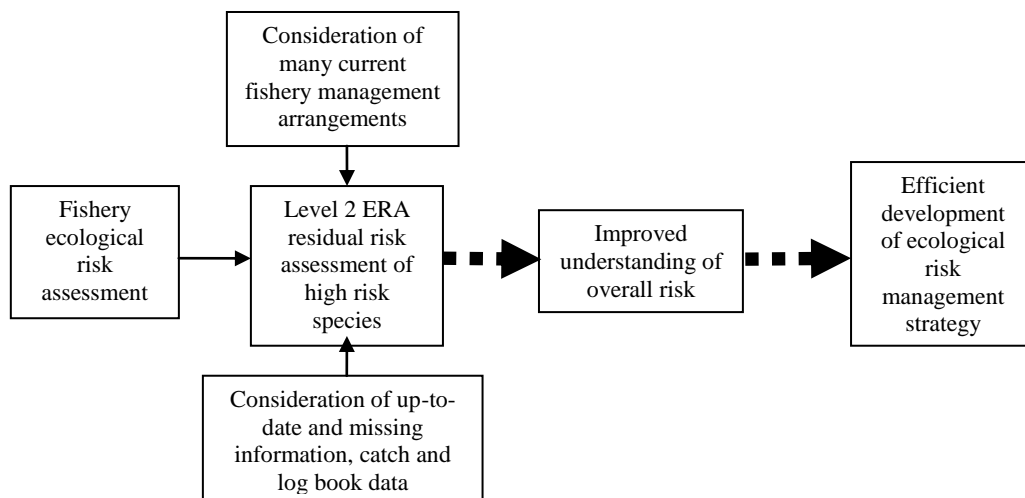 Consideration of
many current
fishery management
arrangements
Fishery
ecological
risk
assessment
Level 2 ERA
residual risk
assessment of
high risk
species
Improved
understanding of
overall risk
Efficient
development
of ecological
risk
management
strategy
Consideration of up-to-
date and missing
information, catch and
log book data